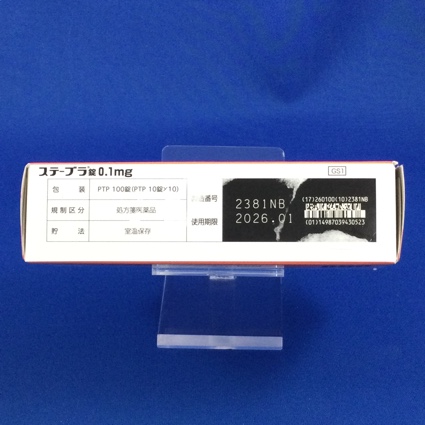 ステーブラ錠 0.1mg
GS1
包装 PTP 100錠(PTP 10錠×10)
規制区分 処方箋医薬品
貯法 室温保存
番号 2381NB
使用期限 2026.01
(17)260100(10)2381NB
(01)14987039430523